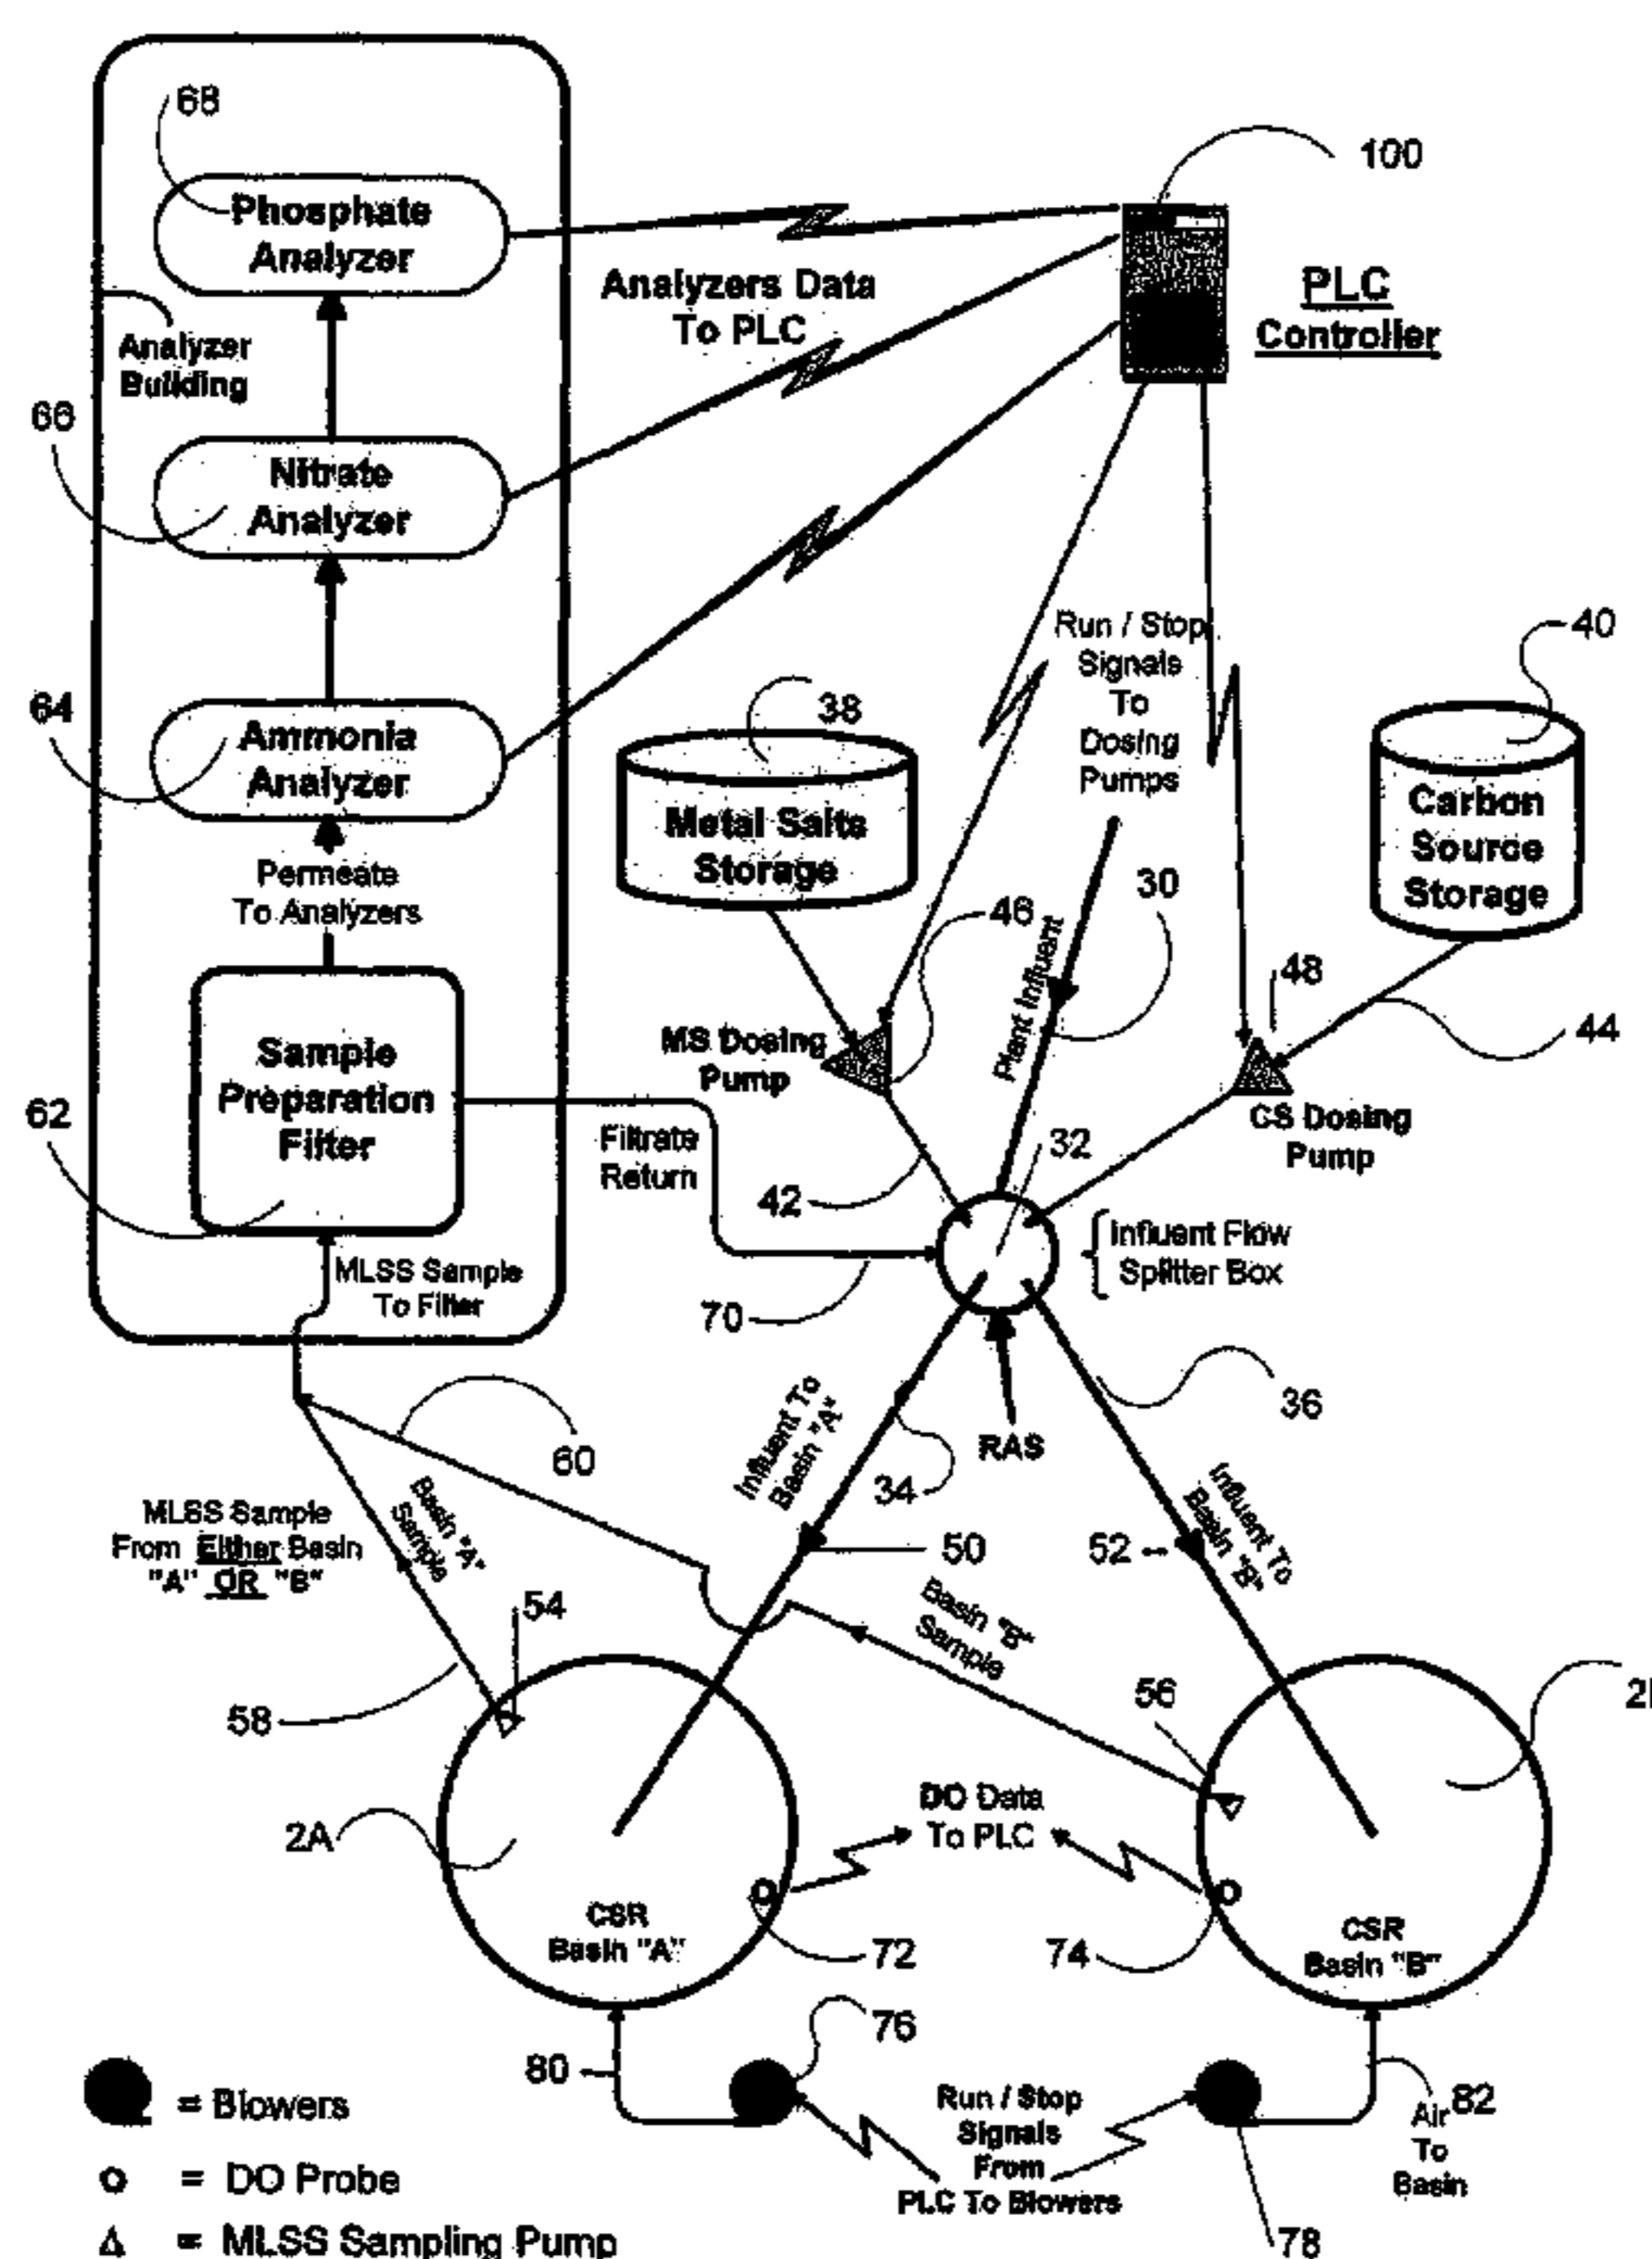 68
Phosphate
Analyzer
Analyzer
Building
66
Nitrate
Analyzer
64
Ammonia
Analyzer
Permeate
To Analyzers
Sample
Preparation
Filter
62
MLSS Sample
To Filter
Analyzers Data
To PLC
100
PLC
Controller
Run / Stop
Signals
To
Dosing
Pumps
38
Metal Salts
Storage
40
Carbon
Source
Storage
46
30
Plant Influent
48
44
MS Dosing
Pump
CS Dosing
Pump
Filtrate
Return
42
32
Influent Flow
Splitter Box
70
RAS
36
34
Influent To
Basin "A"
Influent To
Basin "B"
60
50
52
MLSS Sample
From Either Basin
"A" OR "B"
Basin "A"
Sample
Basin "B"
Sample
54
58
56
2A
DO Data
To PLC
CSR
Basin "A"
72
74
CSR
Basin "B"
76
80
82
Air
To
Basin
Run / Stop
Signals
From
PLC To Blowers
78
= Blowers
= DO Probe
= MLSS Sampling Pump